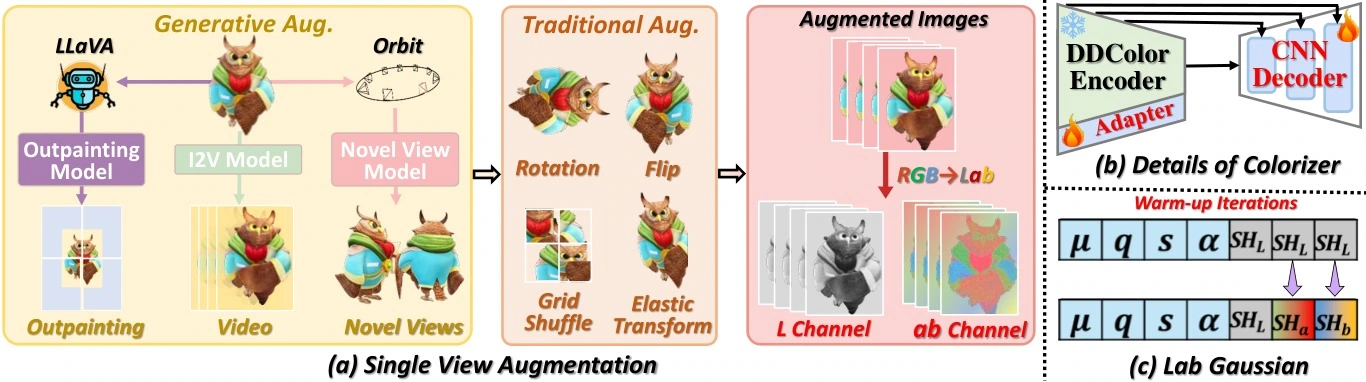 Generative Aug.
LLaVA
Orbit
Outpainting
Model
I2V Model
Novel View
Model
Outpainting
Video
Novel Views
Traditional Aug.
Rotation
Flip
Grid
Shuffle
Elastic
Transform
Augmented Images
RGB→Lab
L Channel
ab Channel
(a) Single View Augmentation
DDColor
Encoder
Adapter
CNN
Decoder
(b) Details of Colorizer
Warm-up Iterations
μ q s α SH_L SH_L SH_L
μ q s α SH_L SH_a SH_b
(c) Lab Gaussian